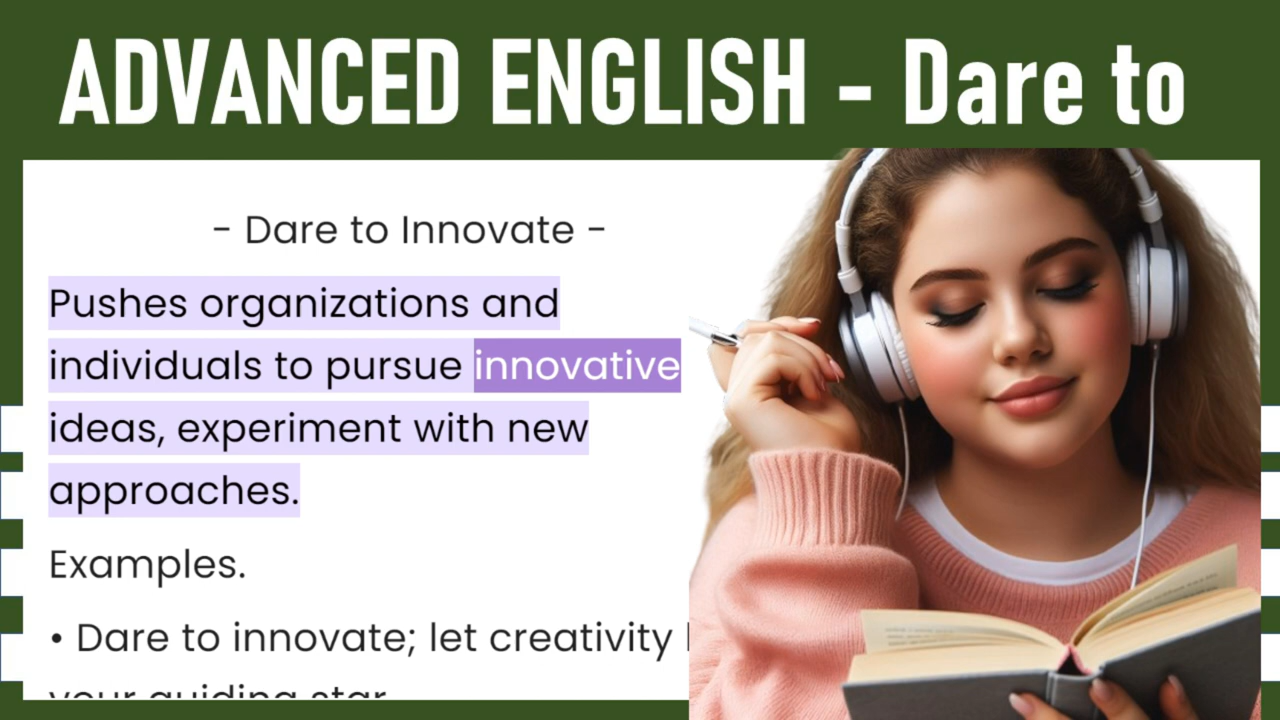 ADVANCED ENGLISH - Dare to
- Dare to Innovate -
Pushes organizations and
individuals to pursue innovative
ideas, experiment with new
approaches.
Examples.
• Dare to innovate; let creativity
your guiding star